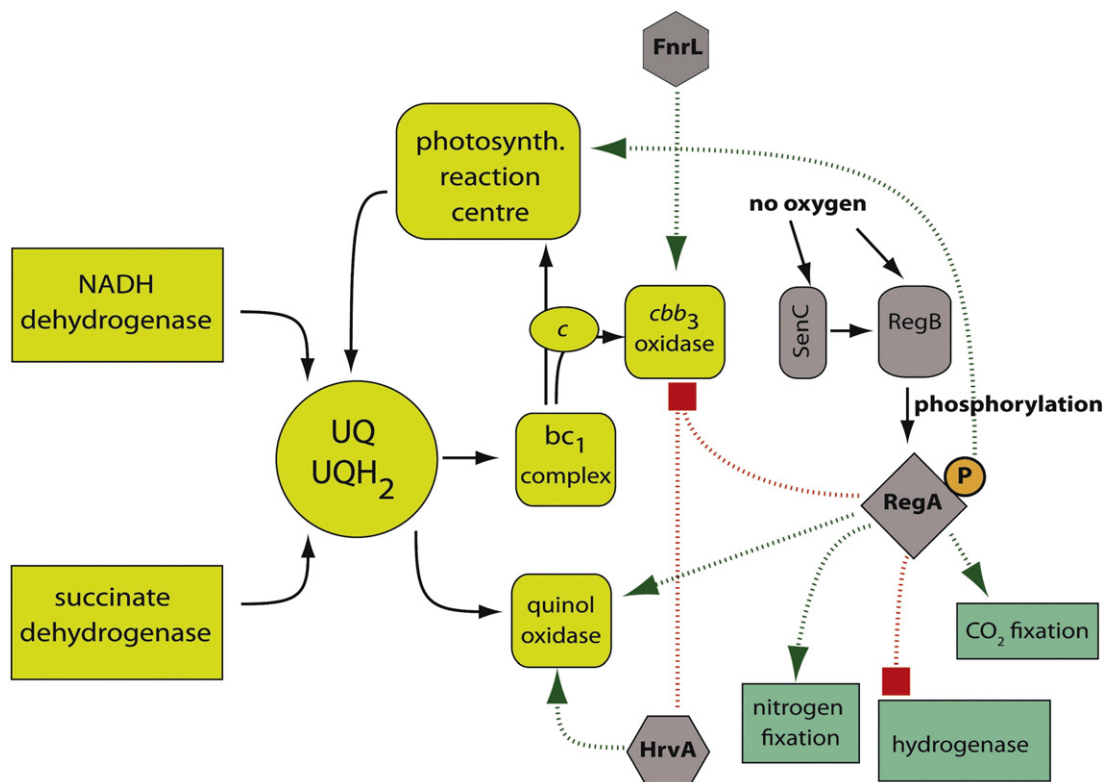 FnrL
photosynth.
reaction
centre
no oxygen
NADH
dehydrogenase
c
cbb3
oxidase
SenC
RegB
phosphorylation
UQ
UQH2
bc1
complex
P
RegA
succinate
dehydrogenase
quinol
oxidase
CO2 fixation
nitrogen
fixation
hydrogenase
HrvA